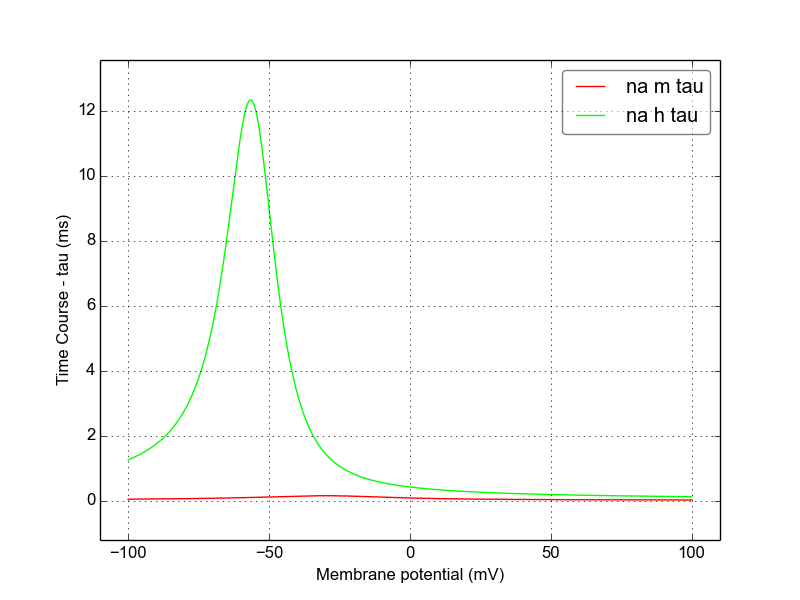 na m tau
na h tau
12
10
8
6
4
2
0
Time Course - tau (ms)
−100 −50 0 50 100
Membrane potential (mV)